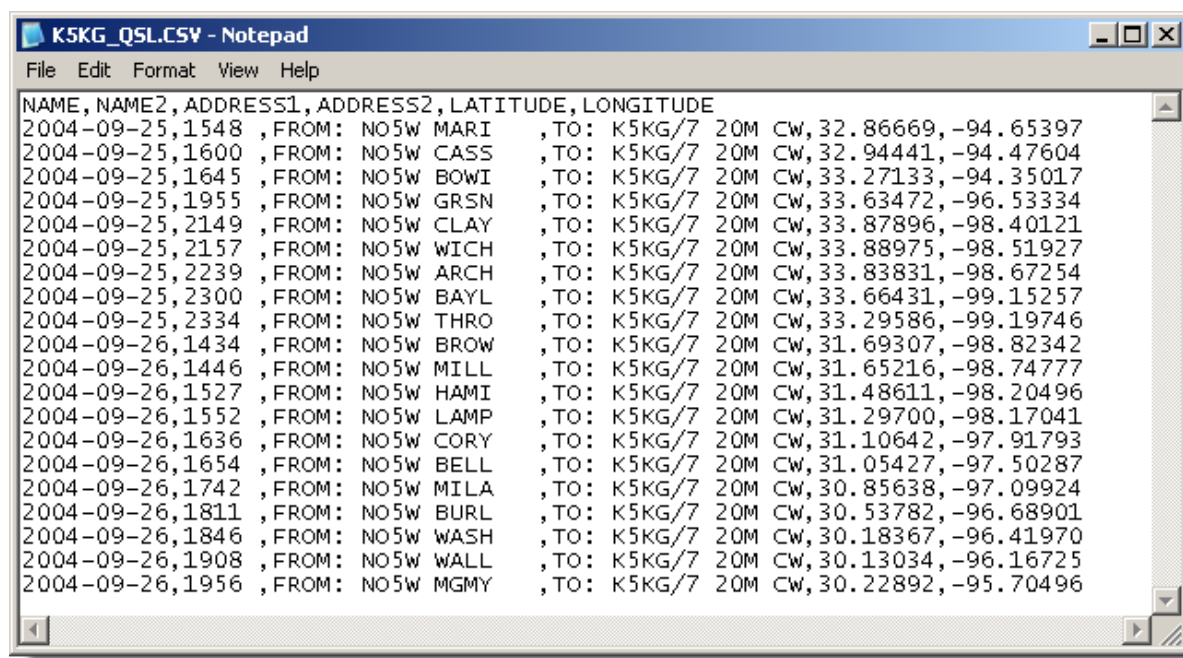 K5KG_QSL.CSV - Notepad
File Edit Format View Help
NAME,NAME2,ADDRESS1,ADDRESS2,LATITUDE,LONGITUDE
2004-09-25,1548 ,FROM: NO5W MARI    ,TO: K5KG/7 20M CW,32.86669,-94.65397
2004-09-25,1600 ,FROM: NO5W CASS    ,TO: K5KG/7 20M CW,32.94441,-94.47604
2004-09-25,1645 ,FROM: NO5W BOWI    ,TO: K5KG/7 20M CW,33.27133,-94.35017
2004-09-25,1955 ,FROM: NO5W GRSN    ,TO: K5KG/7 20M CW,33.63472,-96.53334
2004-09-25,2149 ,FROM: NO5W CLAY    ,TO: K5KG/7 20M CW,33.87896,-98.40121
2004-09-25,2157 ,FROM: NO5W WICH    ,TO: K5KG/7 20M CW,33.88975,-98.51927
2004-09-25,2239 ,FROM: NO5W ARCH    ,TO: K5KG/7 20M CW,33.83831,-98.67254
2004-09-25,2300 ,FROM: NO5W BAYL    ,TO: K5KG/7 20M CW,33.66431,-99.15257
2004-09-25,2334 ,FROM: NO5W THRO    ,TO: K5KG/7 20M CW,33.29586,-99.19746
2004-09-26,1434 ,FROM: NO5W BROW    ,TO: K5KG/7 20M CW,31.69307,-98.82342
2004-09-26,1446 ,FROM: NO5W MILL    ,TO: K5KG/7 20M CW,31.65216,-98.74777
2004-09-26,1527 ,FROM: NO5W HAMI    ,TO: K5KG/7 20M CW,31.48611,-98.20496
2004-09-26,1552 ,FROM: NO5W LAMP    ,TO: K5KG/7 20M CW,31.29700,-98.17041
2004-09-26,1636 ,FROM: NO5W CORY    ,TO: K5KG/7 20M CW,31.10642,-97.91793
2004-09-26,1654 ,FROM: NO5W BELL    ,TO: K5KG/7 20M CW,31.05427,-97.50287
2004-09-26,1742 ,FROM: NO5W MILA    ,TO: K5KG/7 20M CW,30.85638,-97.09924
2004-09-26,1811 ,FROM: NO5W BURL    ,TO: K5KG/7 20M CW,30.53782,-96.68901
2004-09-26,1846 ,FROM: NO5W WASH    ,TO: K5KG/7 20M CW,30.18367,-96.41970
2004-09-26,1908 ,FROM: NO5W WALL    ,TO: K5KG/7 20M CW,30.13034,-96.16725
2004-09-26,1956 ,FROM: NO5W MGMY    ,TO: K5KG/7 20M CW,30.22892,-95.70496